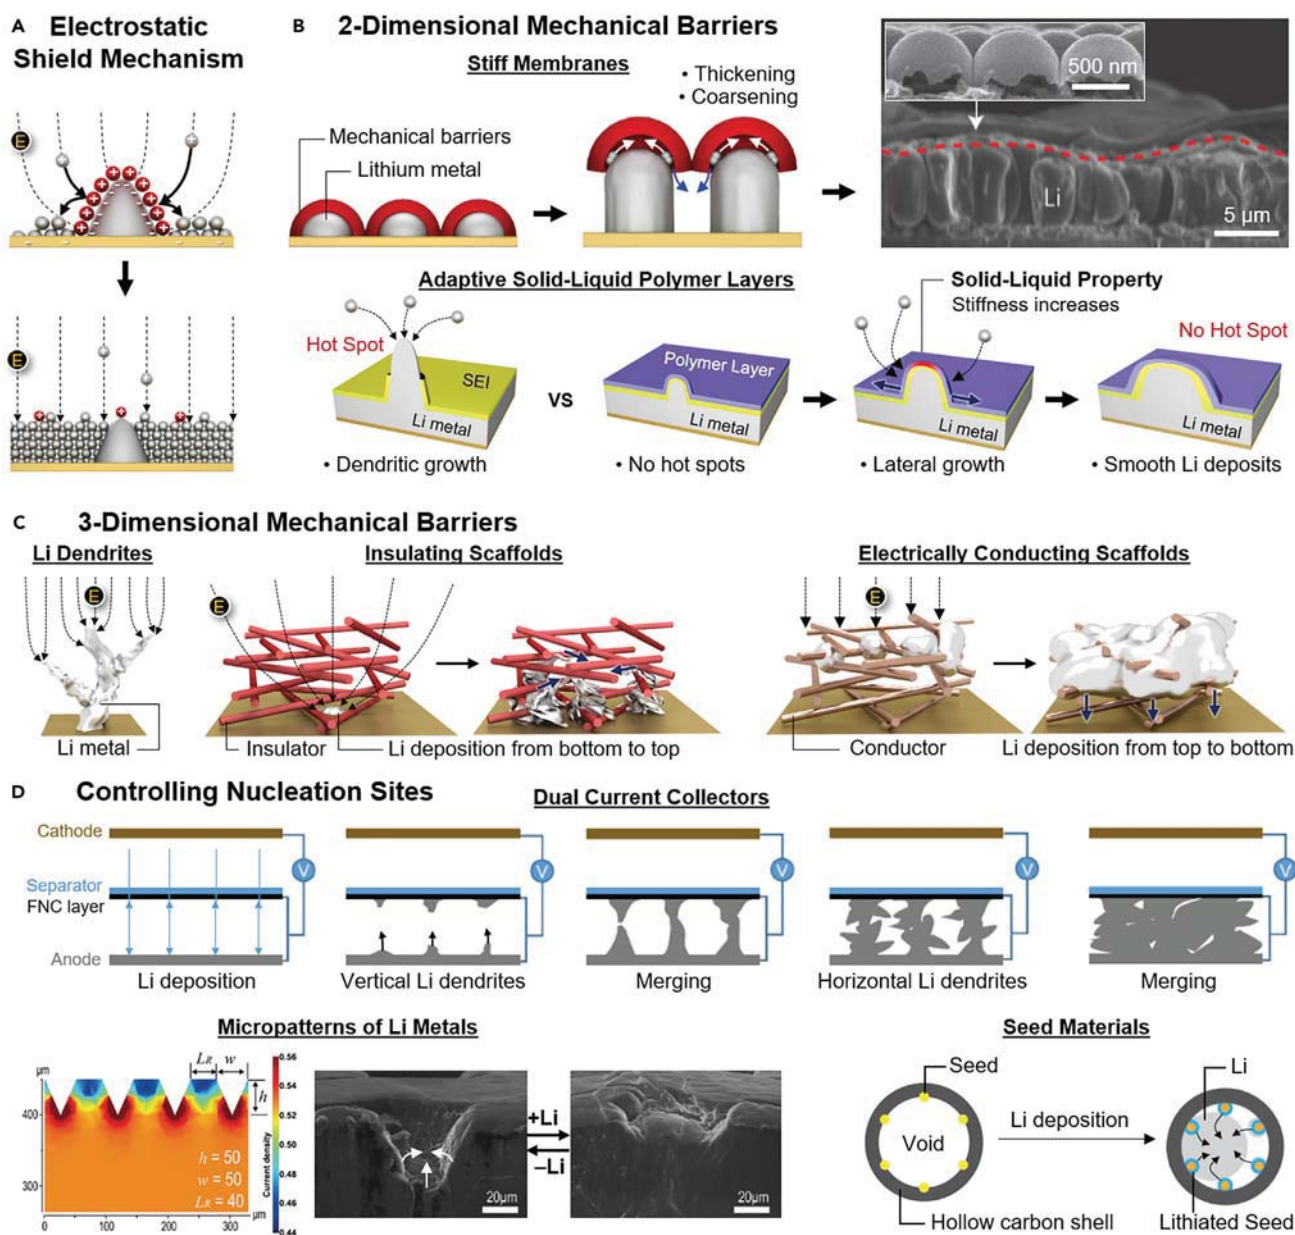 A
Electrostatic
Shield Mechanism
E
E
B
2-Dimensional Mechanical Barriers
Stiff Membranes
• Thickening
• Coarsening
Mechanical barriers
Lithium metal
500 nm
Li
5 µm
Adaptive Solid-Liquid Polymer Layers
Hot Spot
SEI
Li metal
• Dendritic growth
VS
Polymer Layer
Li metal
• No hot spots
Solid-Liquid Property
Stiffness increases
Li metal
• Lateral growth
No Hot Spot
Li metal
• Smooth Li deposits
C
3-Dimensional Mechanical Barriers
Li Dendrites
E
Li metal
Insulating Scaffolds
E
Insulator
Li deposition from bottom to top
Electrically Conducting Scaffolds
E
Conductor
Li deposition from top to bottom
D
Controlling Nucleation Sites
Dual Current Collectors
Cathode
Separator
FNC layer
Anode
V
V
V
V
V
Li deposition
Vertical Li dendrites
Merging
Horizontal Li dendrites
Merging
Micropatterns of Li Metals
µm
400
300
0
100
200
300
µm
LR
w
h
h = 50
w = 50
LR = 40
0.56
0.54
0.52
0.50
0.48
0.46
0.44
Current density
20µm
+Li
−Li
20µm
Seed Materials
Seed
Void
Hollow carbon shell
Li deposition
Li
Lithiated Seed